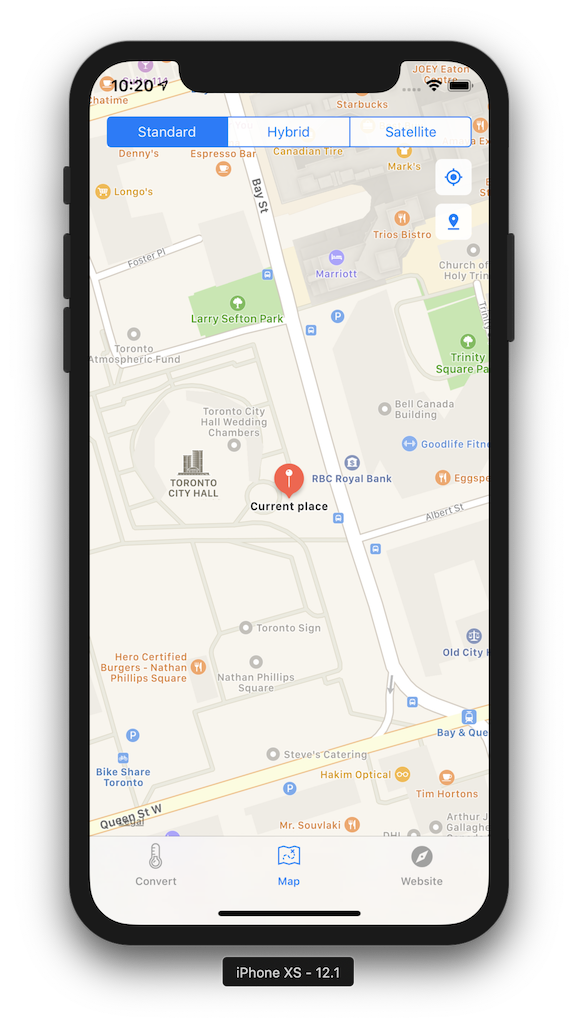 10:20
JOEY Eaton
Centre
Chatime
Starbucks
Standard
Hybrid
Satellite
Denny's
Espresso Bar
Canadian Tire
Mark's
Longo's
Bay St
Trios Bistro
Marriott
Church of
Holy Trin
Foster Pl
Larry Sefton Park
P
Trinity
Toronto
Atmospheric Fund
Trinity
Square Pa
Toronto City
Hall Wedding
Chambers
Bell Canada
Building
Goodlife Fitne
TORONTO
CITY HALL
RBC Royal Bank
Eggspe
Current place
Albert St
Toronto Sign
Old City H
Hero Certified
Burgers - Nathan
Phillips Square
Nathan Phillips
Square
Bay & Que
P
Steve's Catering
Bike Share
Toronto
Hakim Optical
P
Tim Hortons
Queen St W
Legal
Mr. Souvlaki
DHL
Arthur J
Gallaghe
Convert
Map
Website
iPhone XS - 12.1